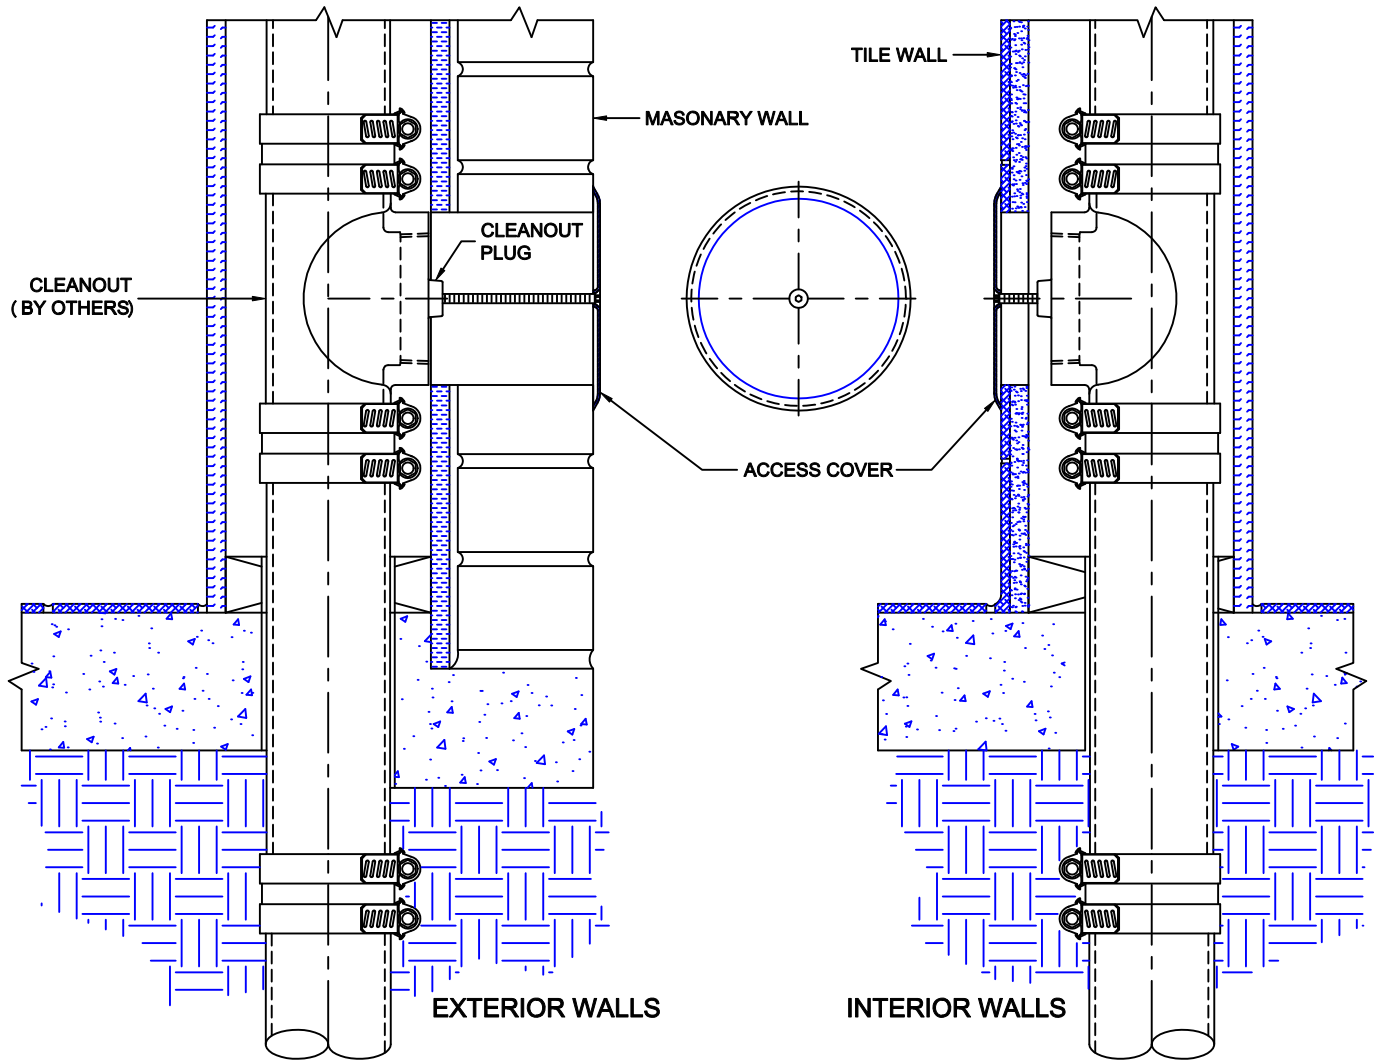 TILE WALL
MASONARY WALL
CLEANOUT
PLUG
CLEANOUT
( BY OTHERS)
ACCESS COVER
EXTERIOR WALLS
INTERIOR WALLS